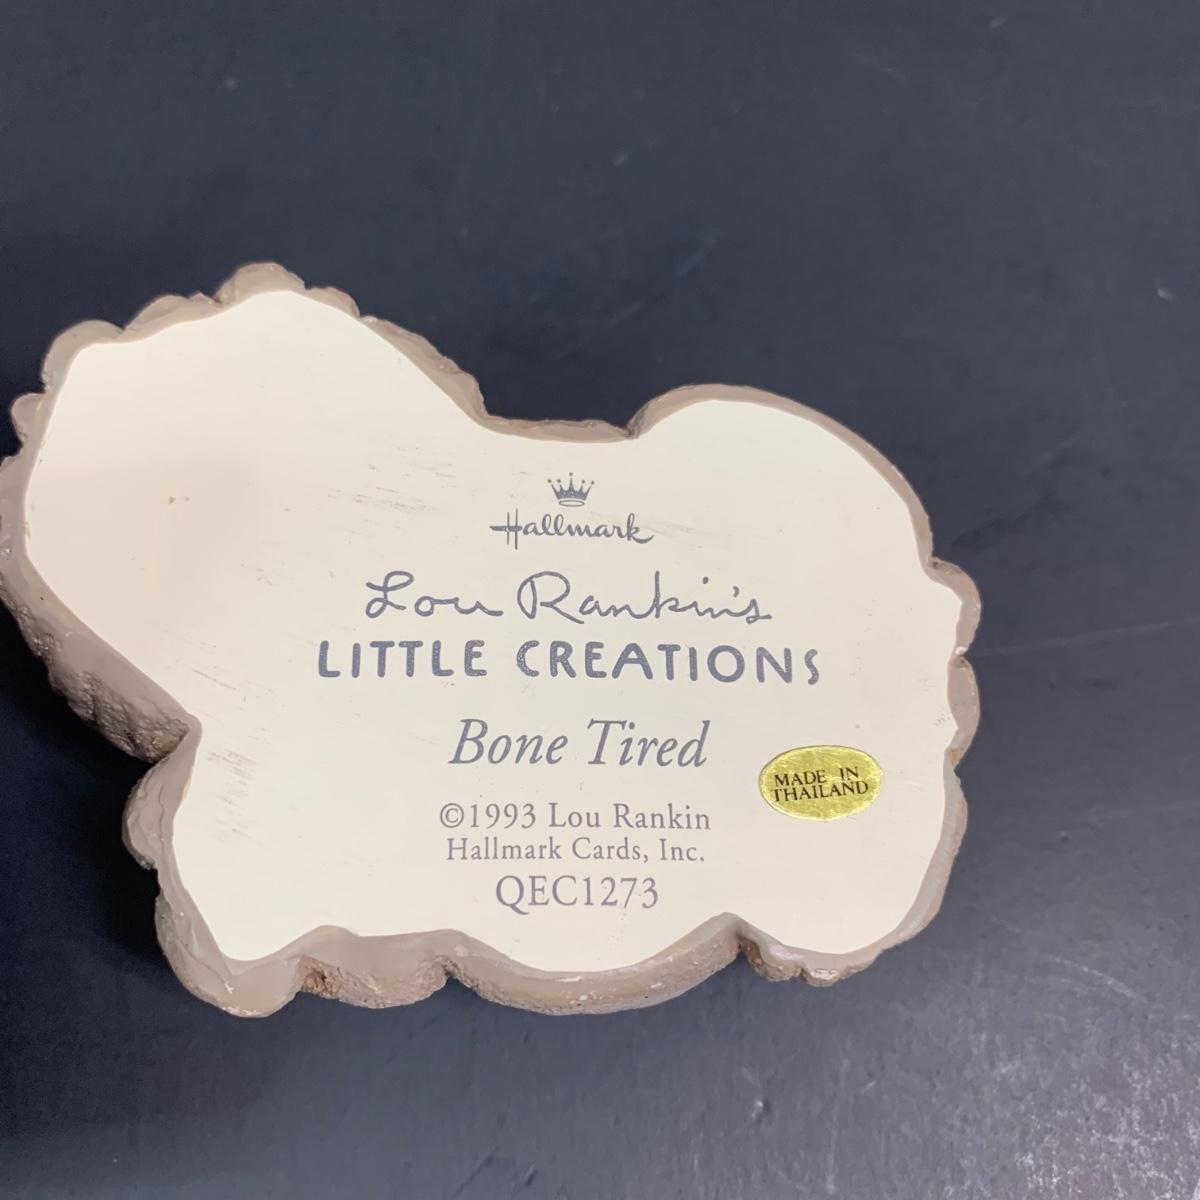 Hallmark
Lou Rankin's
LITTLE CREATIONS
Bone Tired
MADE IN
THAILAND
©1993 Lou Rankin
Hallmark Cards, Inc.
QEC1273